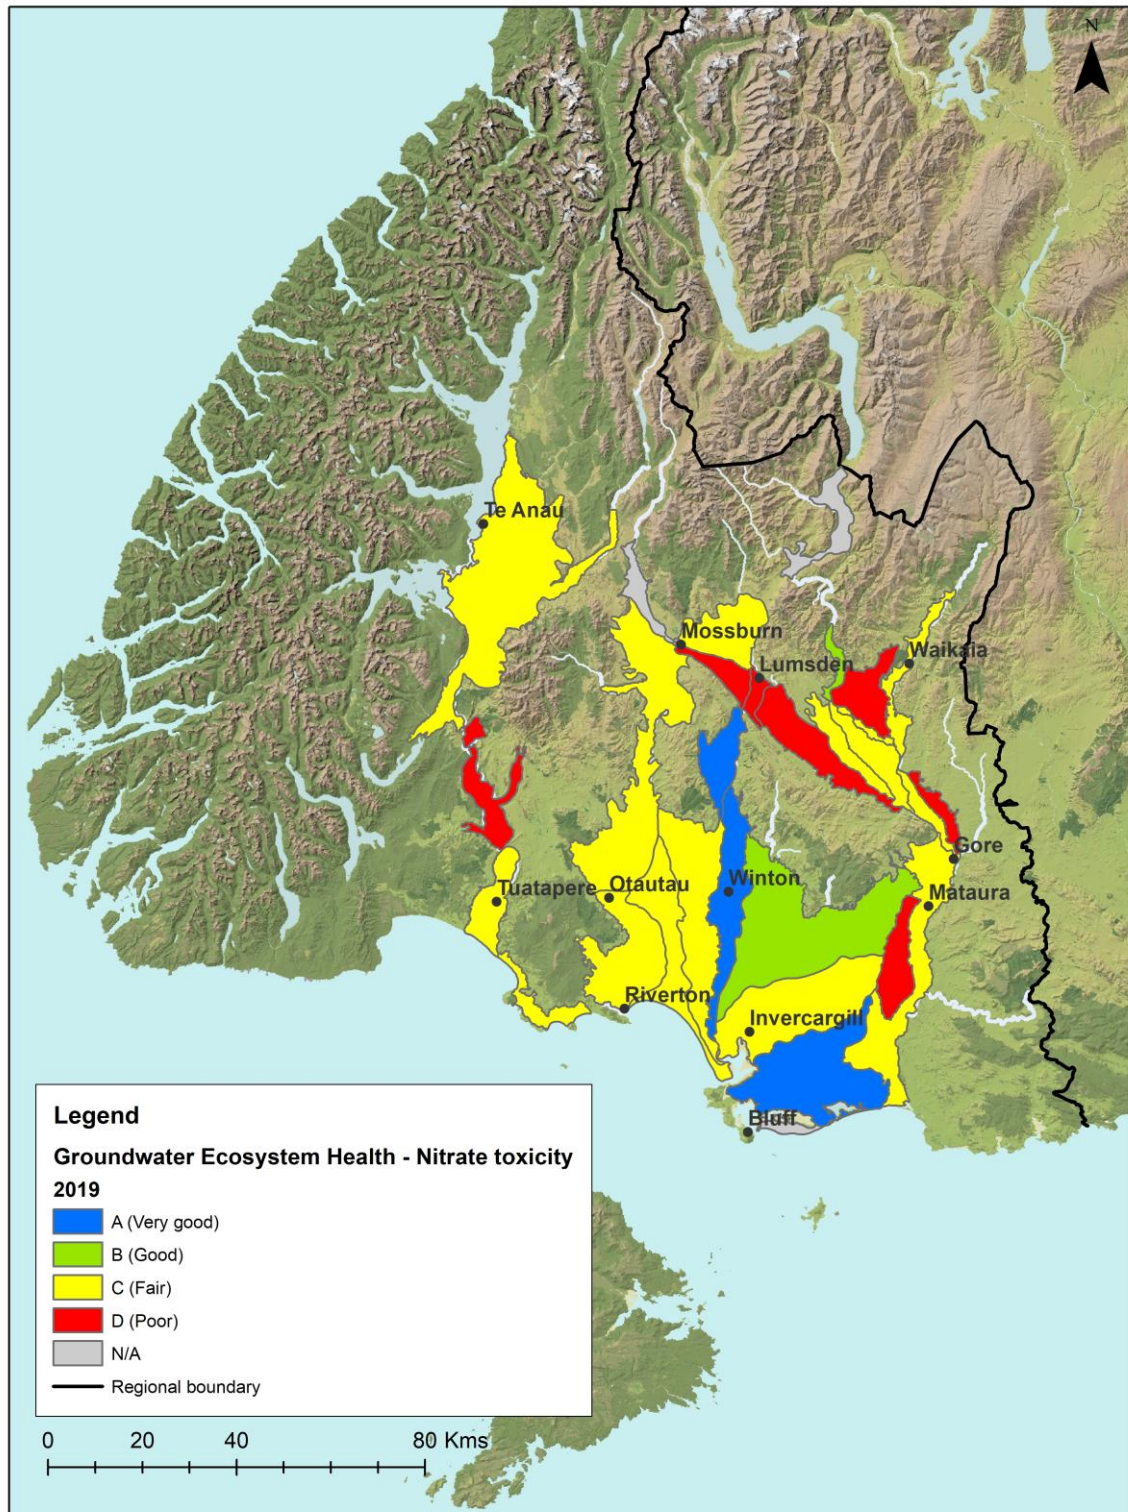 N
Te Anau
Mossburn
Lumsden
Waikaia
Gore
Tuatapere
Otautau
Winton
Mataura
Riverton
Invercargill
Bluff
Legend
Groundwater Ecosystem Health - Nitrate toxicity
2019
A (Very good)
B (Good)
C (Fair)
D (Poor)
N/A
Regional boundary
0 20 40 80 Kms